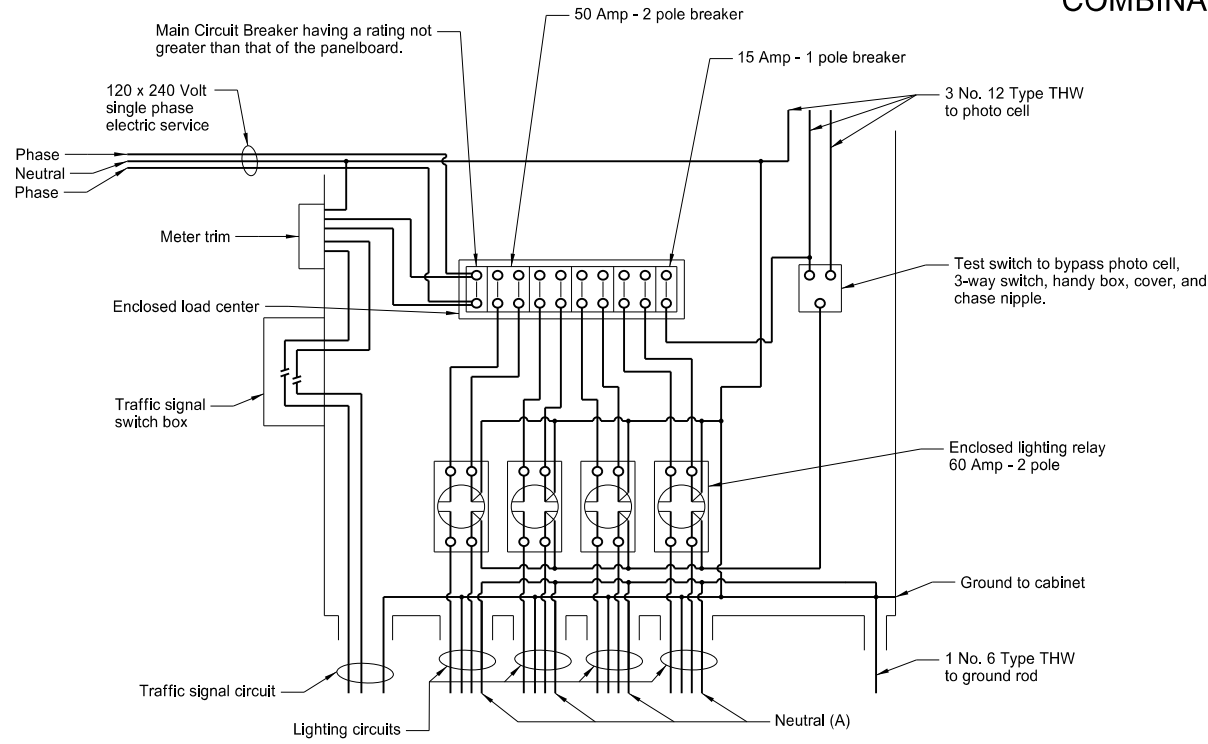 COMBINA
50 Amp - 2 pole breaker
Main Circuit Breaker having a rating not
greater than that of the panelboard.
15 Amp - 1 pole breaker
120 x 240 Volt
single phase
electric service
3 No. 12 Type THW
to photo cell
Phase
Neutral
Phase
Meter trim
Test switch to bypass photo cell,
3-way switch, handy box, cover, and
chase nipple.
Enclosed load center
Traffic signal
switch box
Enclosed lighting relay
60 Amp - 2 pole
Ground to cabinet
1 No. 6 Type THW
to ground rod
Traffic signal circuit
Lighting circuits
Neutral (A)